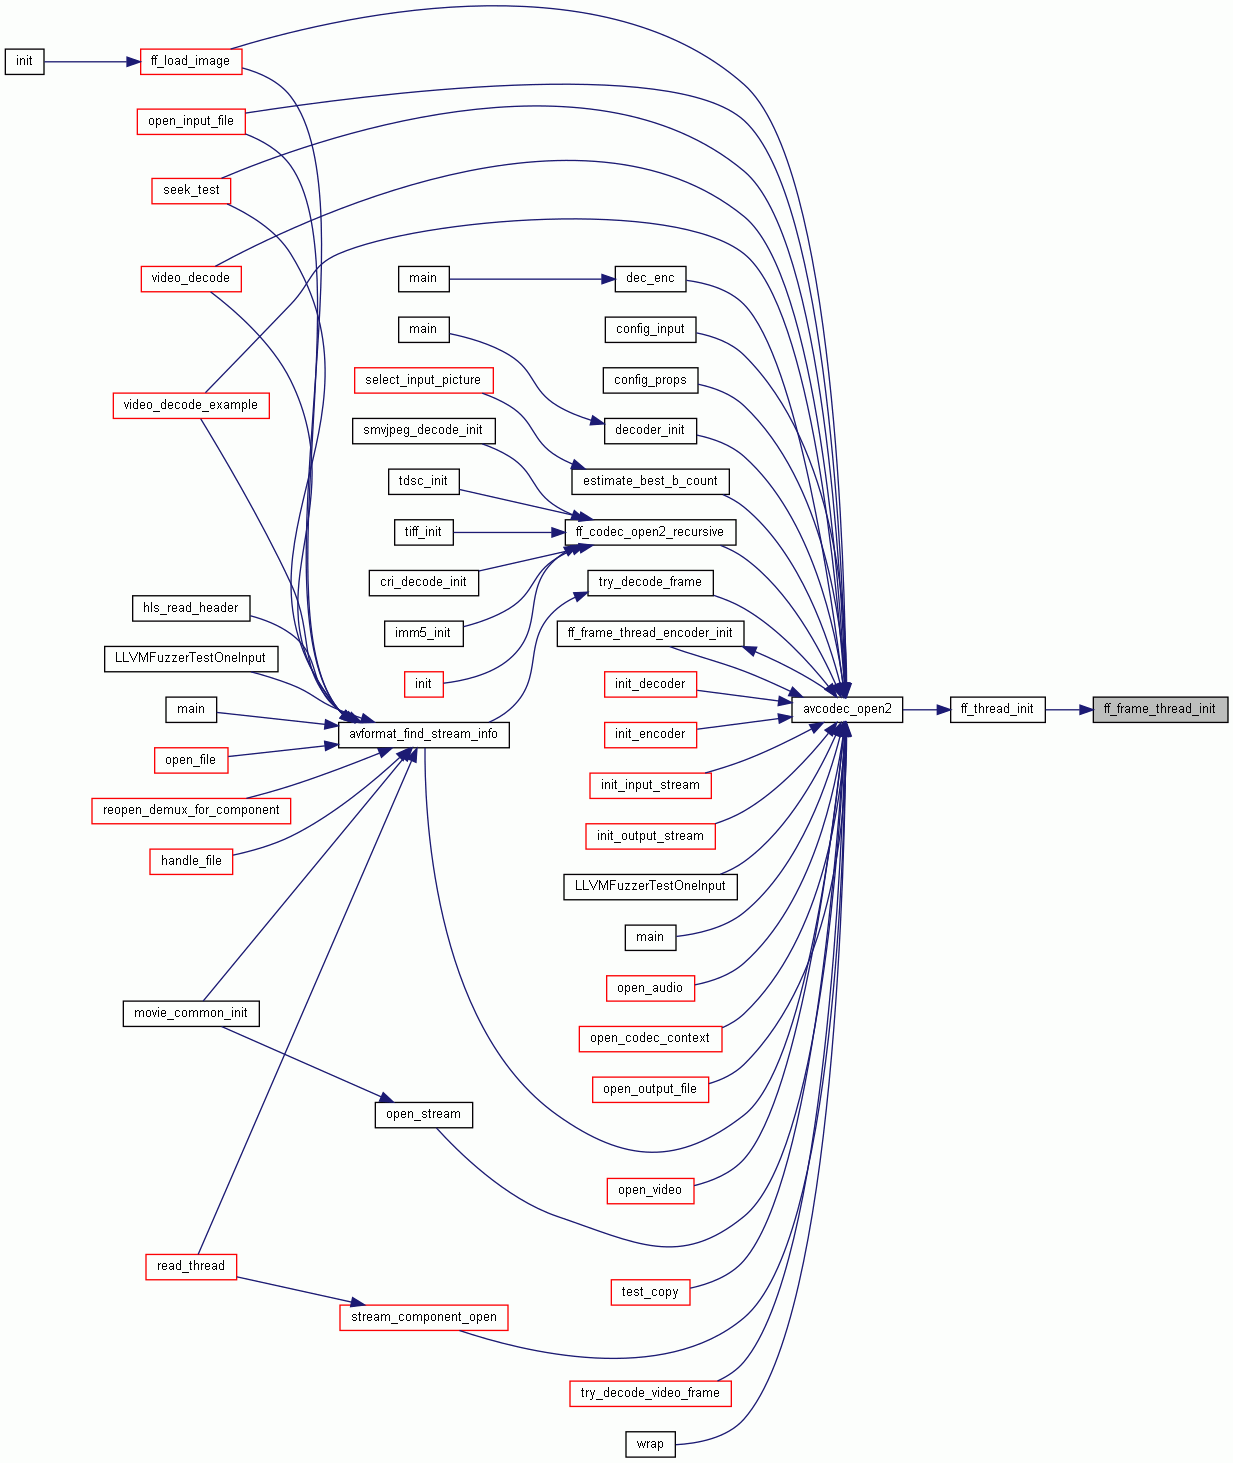 init
ff_load_image
open_input_file
seek_test
video_decode
video_decode_example
hls_read_header
LLVMFuzzerTestOneInput
main
open_file
reopen_demux_for_component
handle_file
movie_common_init
read_thread
main
main
select_input_picture
smvjpeg_decode_init
tdsc_init
tiff_init
cri_decode_init
imm5_init
init
avformat_find_stream_info
open_stream
stream_component_open
dec_enc
config_input
config_props
decoder_init
estimate_best_b_count
ff_codec_open2_recursive
try_decode_frame
ff_frame_thread_encoder_init
init_decoder
init_encoder
init_input_stream
init_output_stream
LLVMFuzzerTestOneInput
main
open_audio
open_codec_context
open_output_file
open_video
test_copy
try_decode_video_frame
wrap
avcodec_open2
ff_thread_init
ff_frame_thread_init